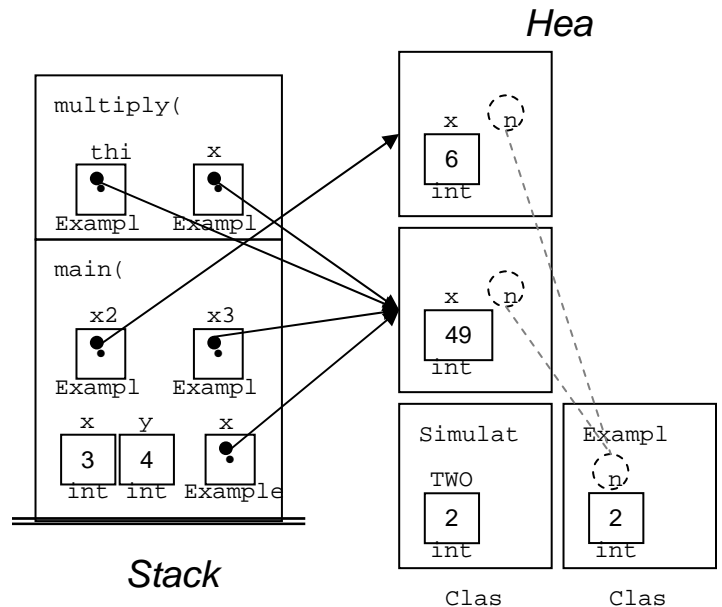 Hea
multiply(
thi x
Exampl Exampl
main(
x2 x3
Exampl Exampl
x y x
3 4
int int Example
Stack
x n
6
int
x n
49
int
Simulat Exampl
TWO n
2 2
int int
Clas Clas